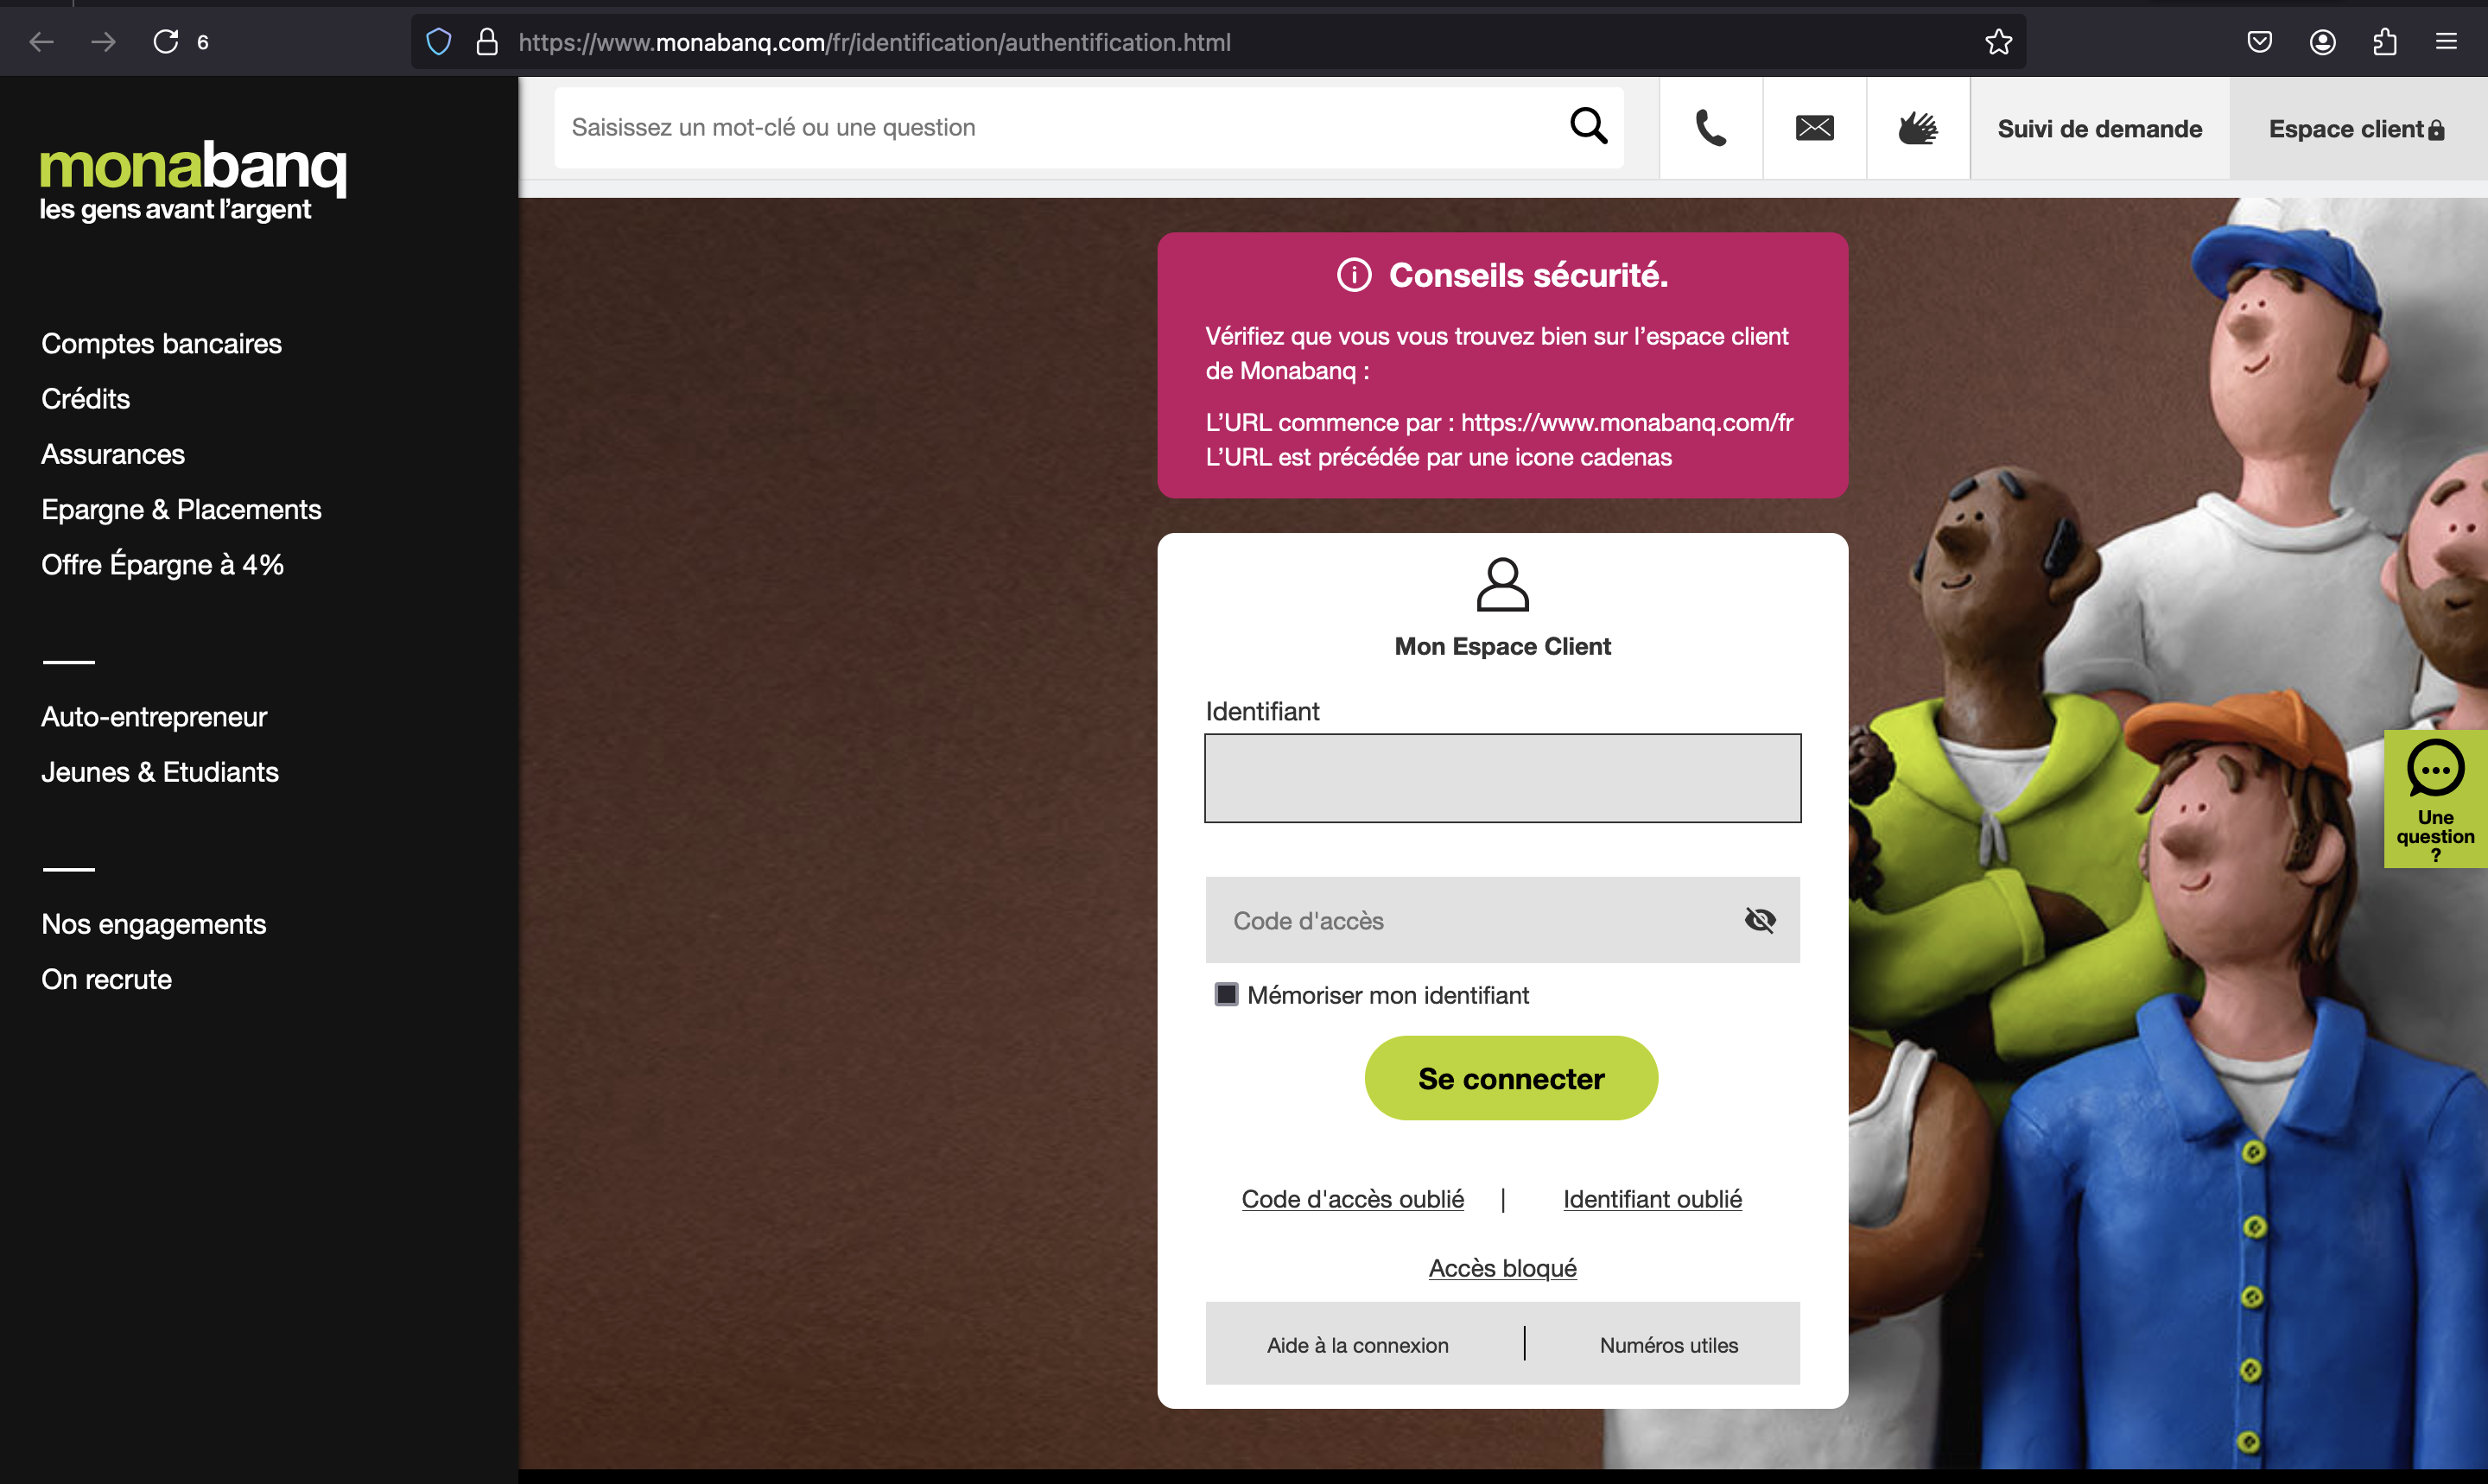 6
https://www.monabanq.com/fr/identification/authentification.html
monabanq
les gens avant l'argent
Comptes bancaires
Crédits
Assurances
Epargne & Placements
Offre Épargne à 4%
Auto-entrepreneur
Jeunes & Etudiants
Nos engagements
On recrute
Saisissez un mot-clé ou une question
Suivi de demande
Espace client
Conseils sécurité.
Vérifiez que vous vous trouvez bien sur l’espace client
de Monabanq :
L’URL commence par : https://www.monabanq.com/fr
L’URL est précédée par une icone cadenas
Mon Espace Client
Identifiant
Code d'accès
Mémoriser mon identifiant
Se connecter
Code d'accès oublié | Identifiant oublié
Accès bloqué
Aide à la connexion | Numéros utiles
Une
question
?